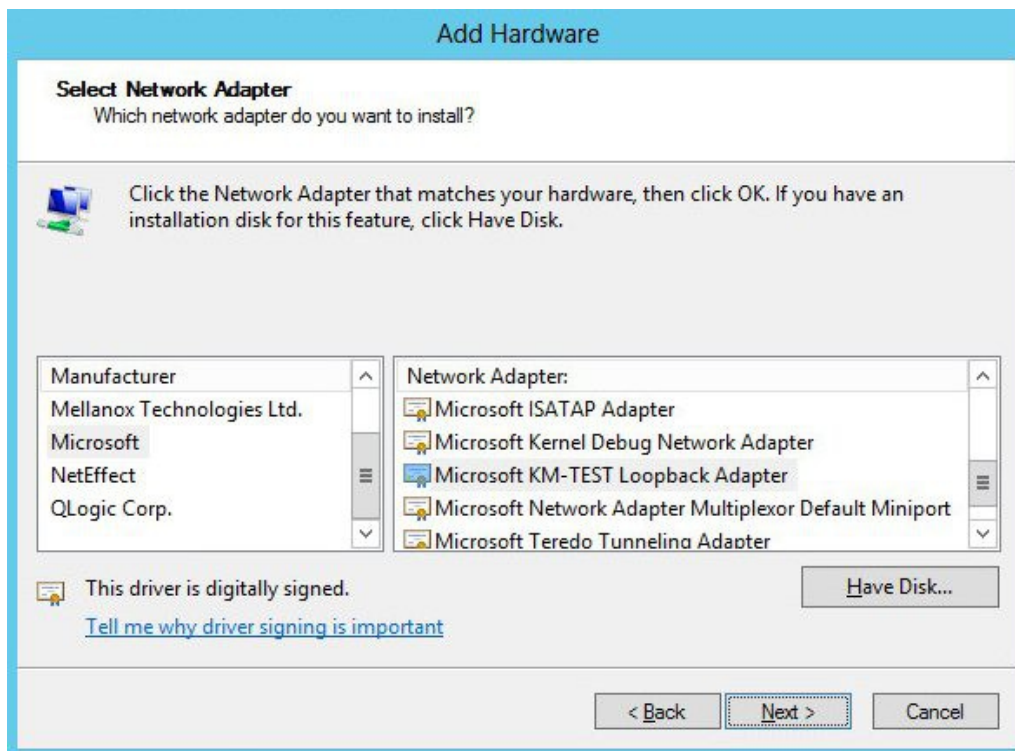 Add Hardware
Select Network Adapter
Which network adapter do you want to install?
Click the Network Adapter that matches your hardware, then click OK. If you have an
installation disk for this feature, click Have Disk.
Manufacturer
Mellanox Technologies Ltd.
Microsoft
NetEffect
QLogic Corp.
Network Adapter:
Microsoft ISATAP Adapter
Microsoft Kernel Debug Network Adapter
Microsoft KM-TEST Loopback Adapter
Microsoft Network Adapter Multiplexor Default Miniport
Microsoft Teredo Tunneling Adapter
This driver is digitally signed.
Have Disk...
Tell me why driver signing is important
< Back
Next >
Cancel